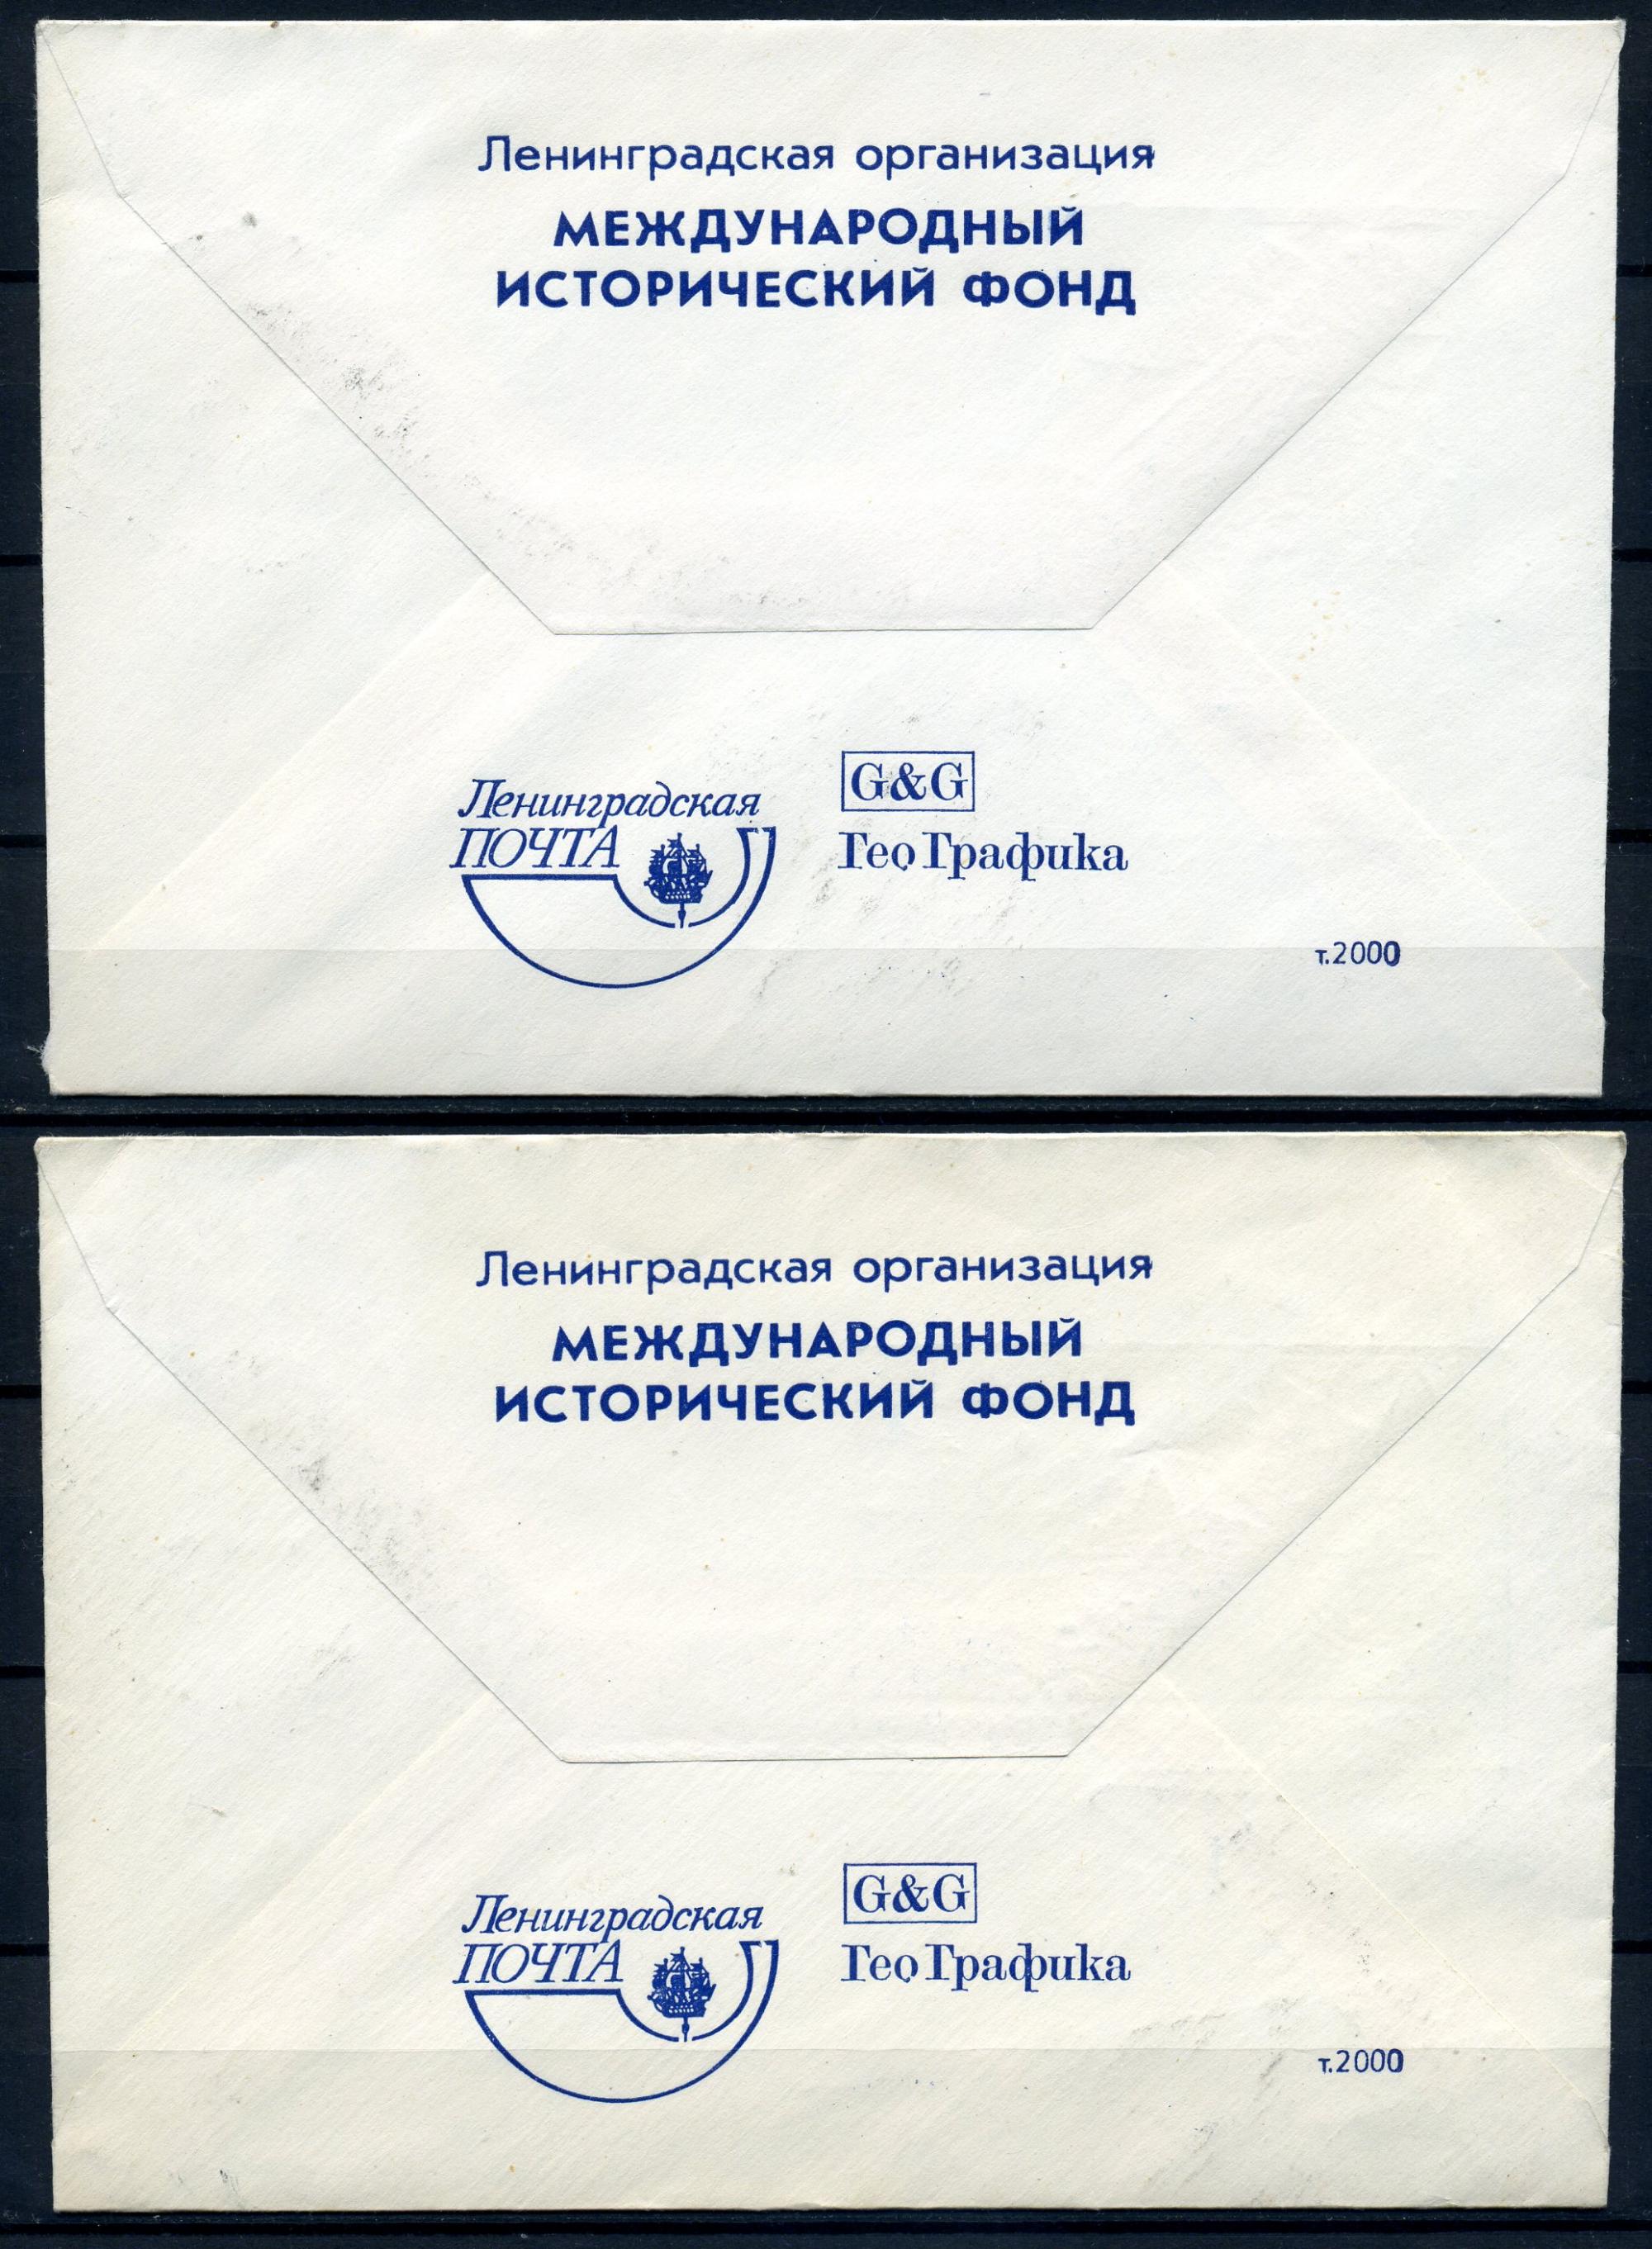 Ленинградская организация
МЕЖДУНАРОДНЫЙ
ИСТОРИЧЕСКИЙ ФОНД
Ленинградская
ПОЧТА
G&G
ГеоГрафика
т.2000
Ленинградская организация
МЕЖДУНАРОДНЫЙ
ИСТОРИЧЕСКИЙ ФОНД
Ленинградская
ПОЧТА
G&G
ГеоГрафика
т.2000